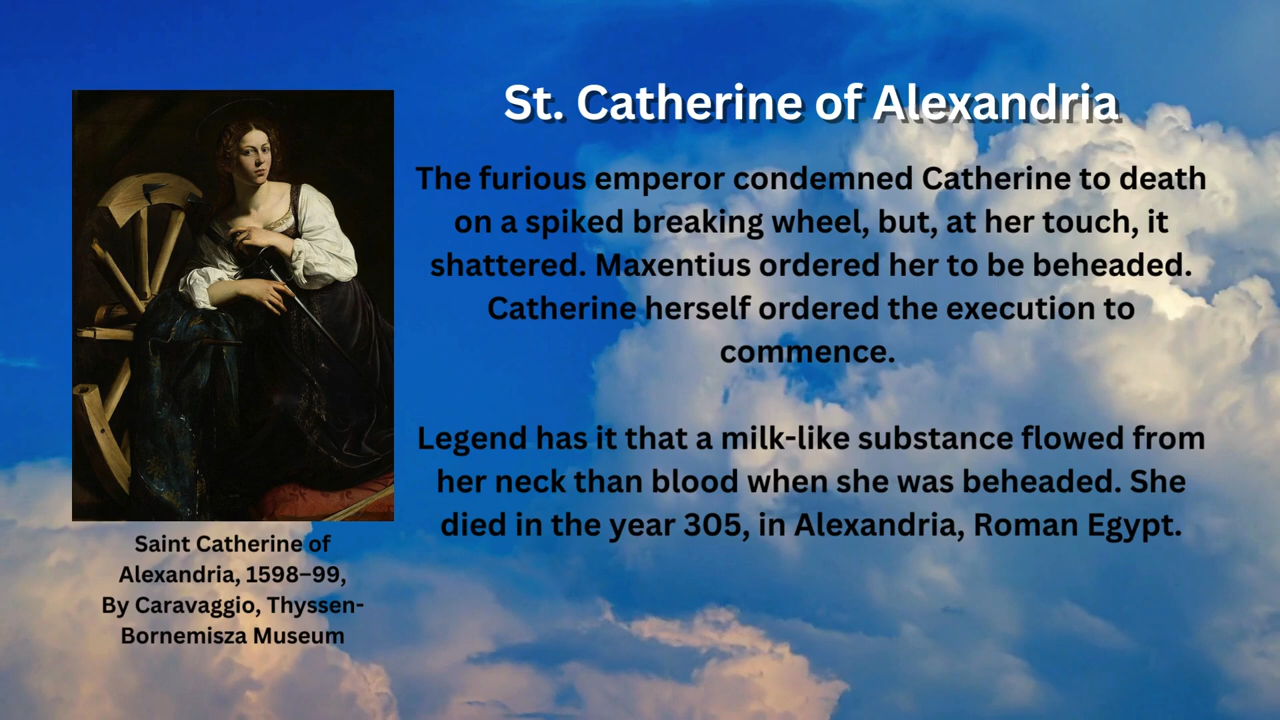 St. Catherine of Alexandria
The furious emperor condemned Catherine to death
on a spiked breaking wheel, but, at her touch, it
shattered. Maxentius ordered her to be beheaded.
Catherine herself ordered the execution to
commence.
Legend has it that a milk-like substance flowed from
her neck than blood when she was beheaded. She
died in the year 305, in Alexandria, Roman Egypt.
Saint Catherine of
Alexandria, 1598–99,
By Caravaggio, Thyssen-
Bornemisza Museum